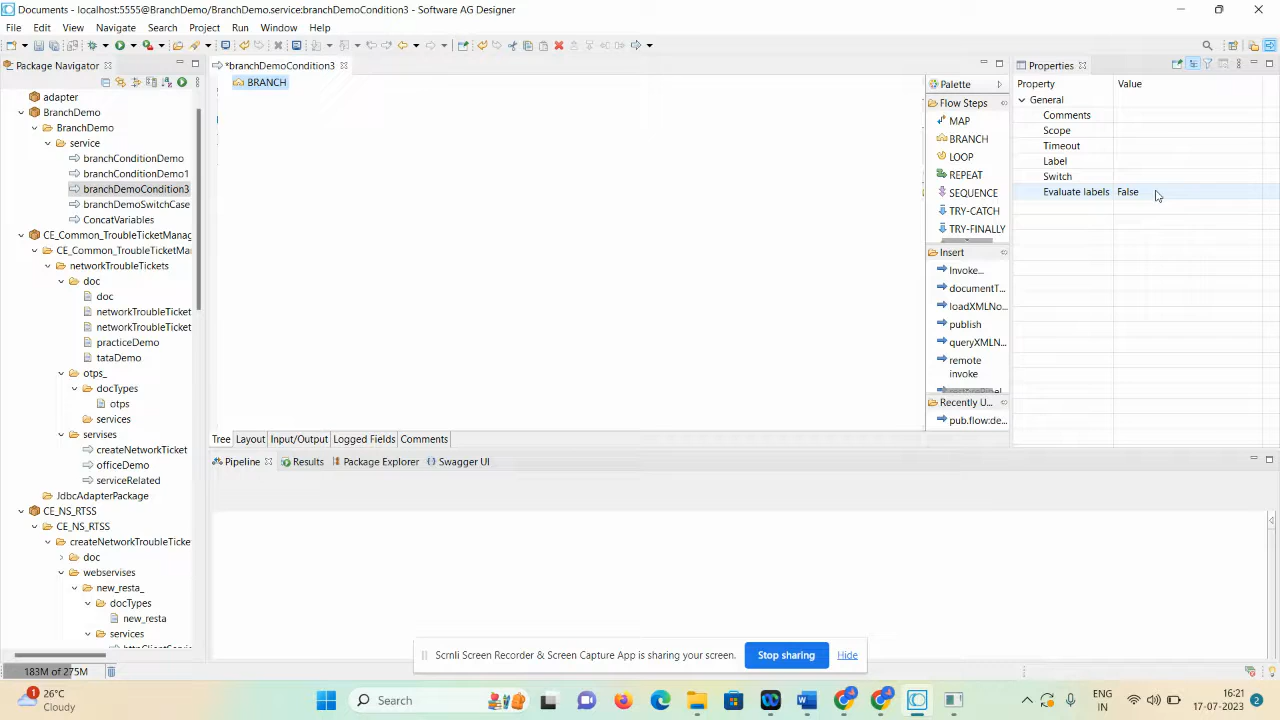 Documents - localhost:5555@BranchDemo/BranchDemo.service:branchDemoCondition3 - Software AG Designer
File Edit View Navigate Search Project Run Window Help
Package Navigator
adapter
BranchDemo
BranchDemo
service
branchConditionDemo
branchConditionDemo1
branchDemoCondition3
branchDemoSwitchCase
ConcatVariables
CE_Common_TroubleTicketManag
CE_Common_TroubleTicketMa
networkTroubleTickets
doc
doc
networkTroubleTicket
networkTroubleTicket
practiceDemo
tataDemo
otps_
docTypes
otps
services
servises
createNetworkTicket
officeDemo
serviceRelated
JdbcAdapterPackage
CE_NS_RTSS
CE_NS_RTSS
createNetworkTroubleTicke
doc
webservises
new_resta_
docTypes
new_resta
services
183M of 275M
*branchDemoCondition3
BRANCH
Tree Layout Input/Output Logged Fields Comments
Palette
Flow Steps
MAP
BRANCH
LOOP
REPEAT
SEQUENCE
TRY-CATCH
TRY-FINALLY
Insert
Invoke...
documentT...
loadXMLNo...
publish
queryXMLN...
remote
invoke
Recently U...
pub.flow:de...
Properties
Property Value
General
Comments
Scope
Timeout
Label
Switch
Evaluate labels False
Pipeline Results Package Explorer Swagger UI
Scrnli Screen Recorder & Screen Capture App is sharing your screen. Stop sharing Hide
1
26°C
Cloudy
Search
ENG
IN
16:21
17-07-2023
2